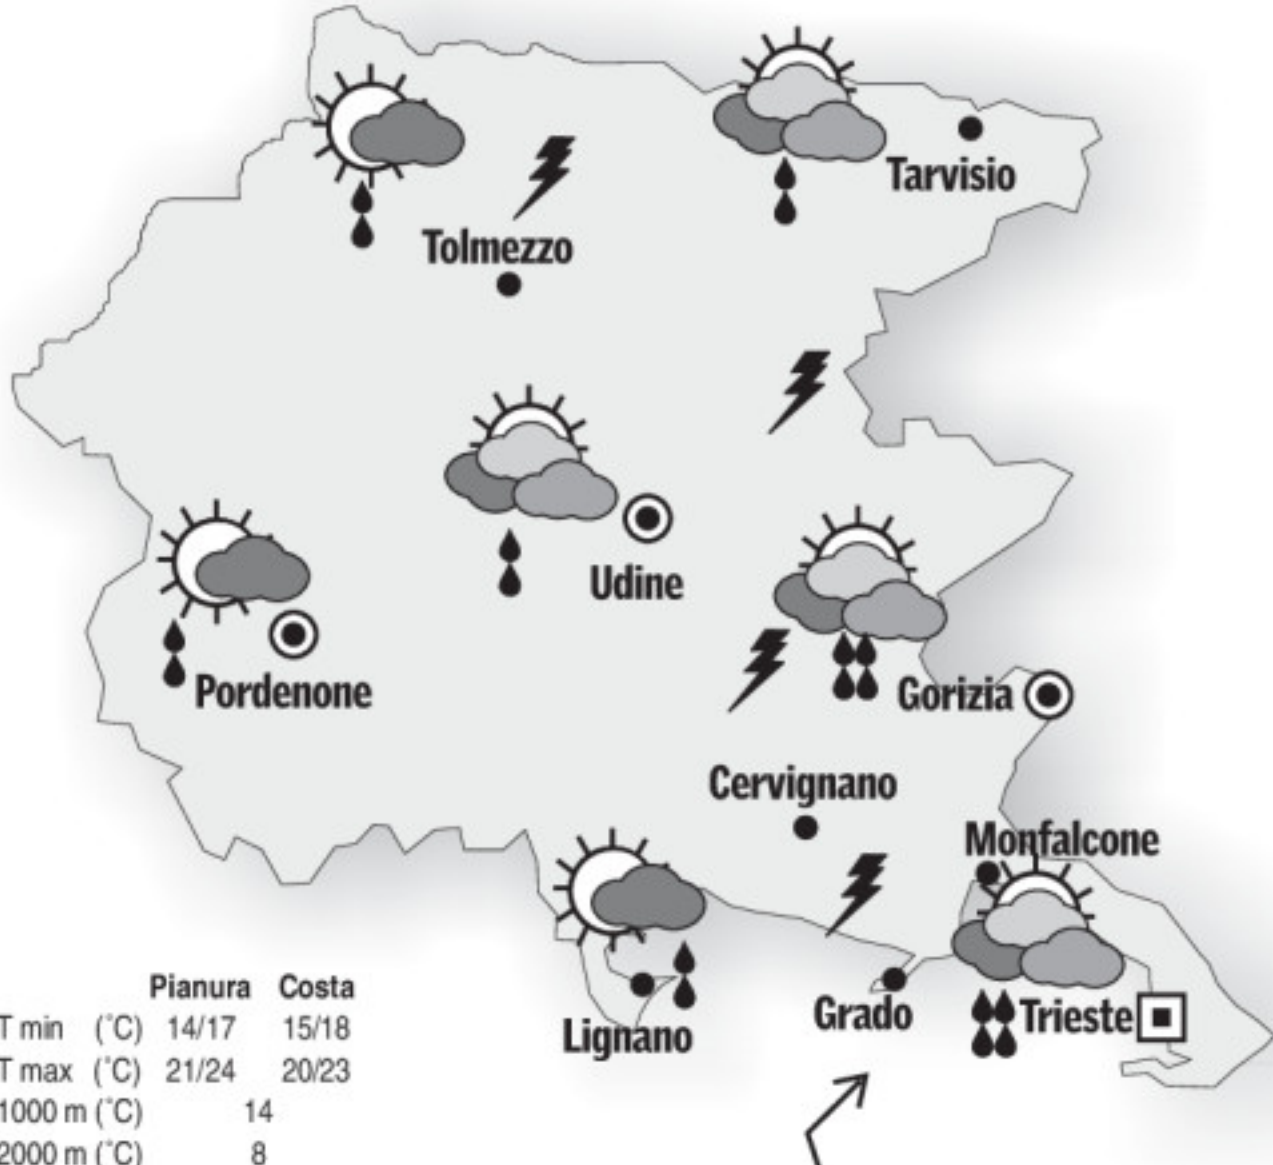 Tarvisio
Tolmezzo
Udine
Pordenone
Gorizia
Cervignano
Monfalcone
Grado
Trieste
Lignano
Pianura Costa
T min (°C) 14/17 15/18
T max (°C) 21/24 20/23
1000 m (°C) 14
2000 m (°C) 8